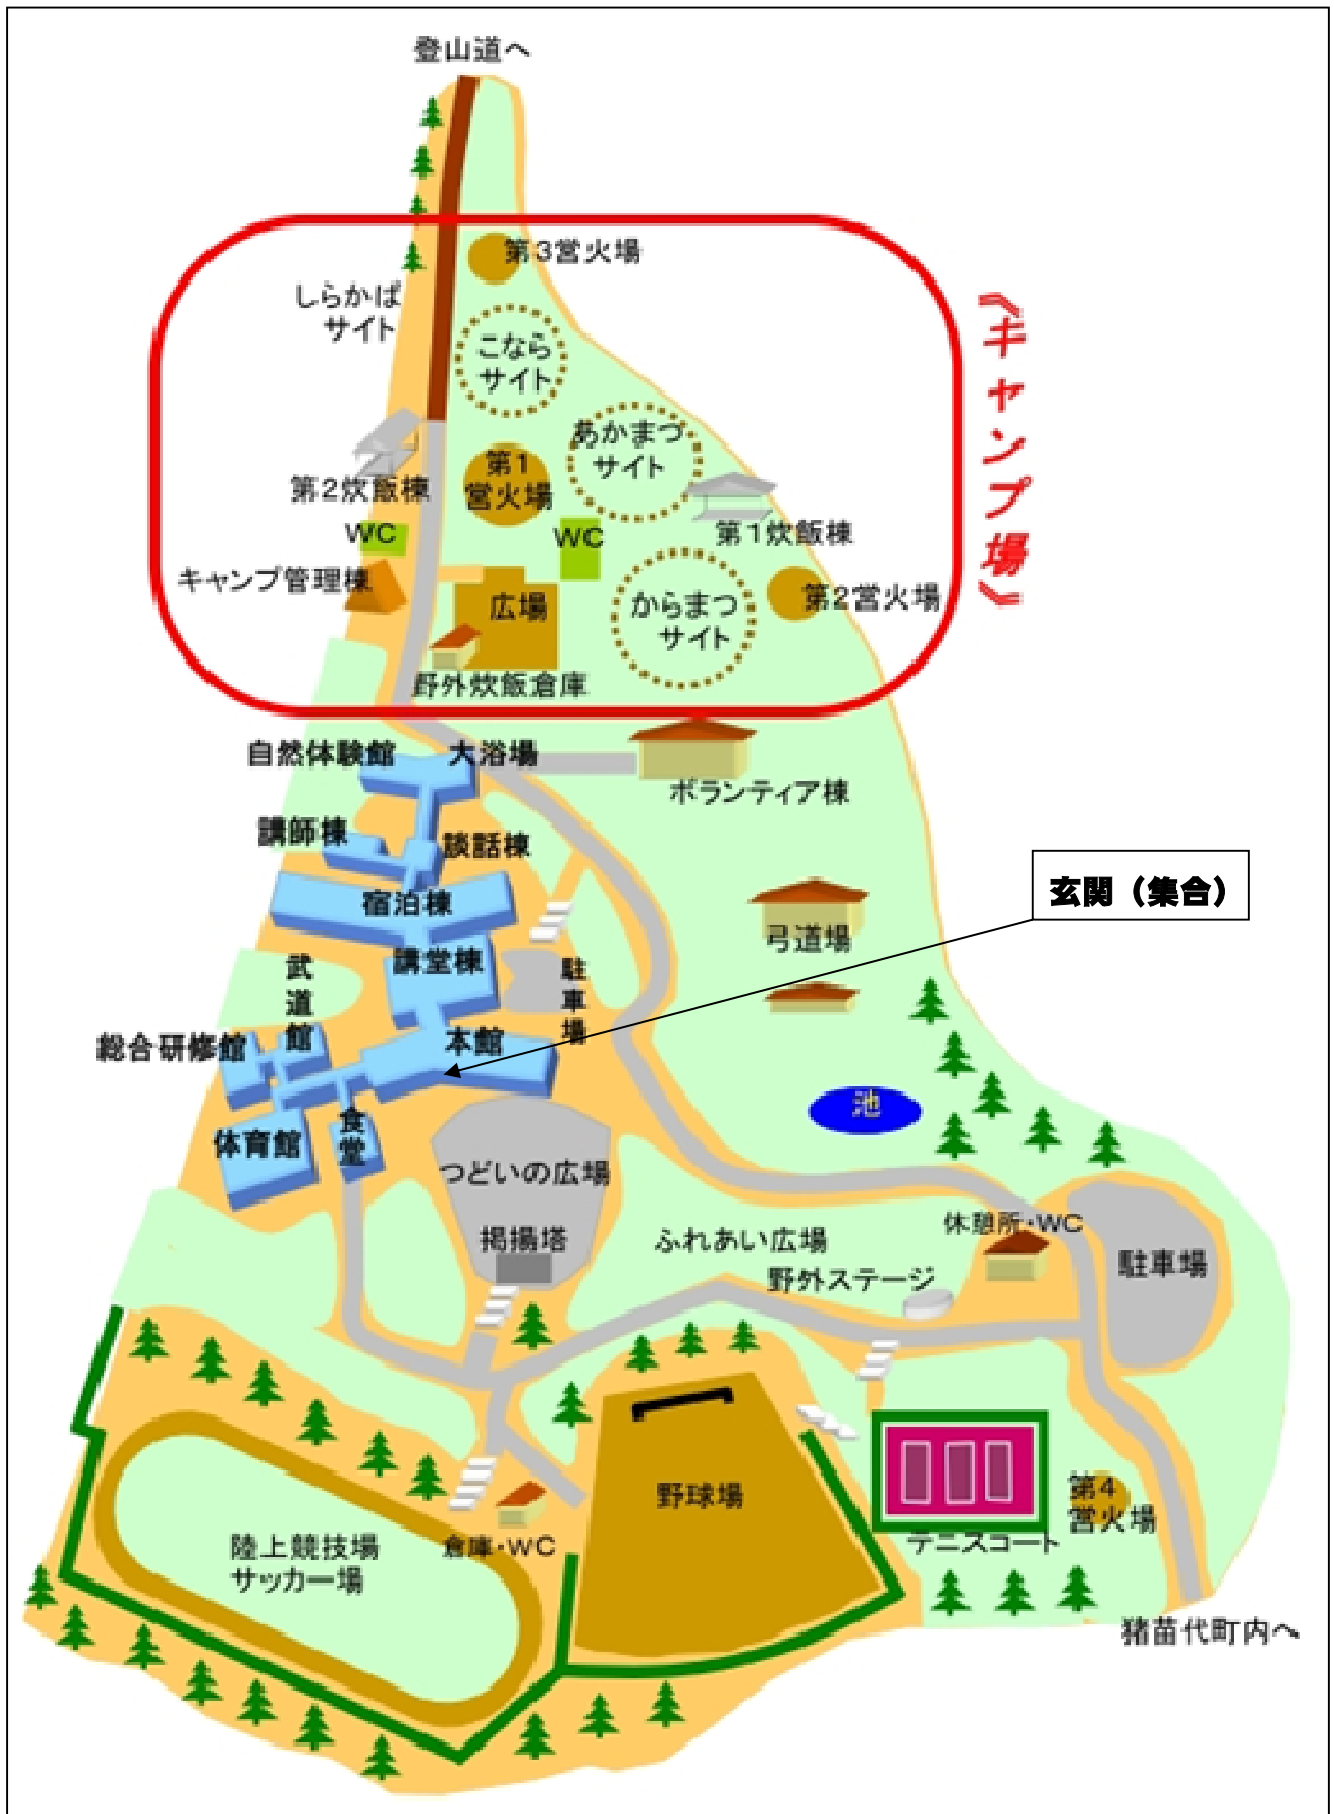 登山道へ
第3営火場
しらかば
サイト
こなら
サイト
《キャンプ場》
あかまつ
サイト
第1
営火場
第2炊飯棟
第1炊飯棟
WC
WC
キャンプ管理棟
広場
からまつ
サイト
第2営火場
野外炊飯倉庫
自然体験館
大浴場
ボランティア棟
講師棟
談話棟
玄関（集合）
宿泊棟
弓道場
講堂棟
武道館
駐車場
総合研修館
本館
池
体育館
食堂
つどいの広場
掲揚塔
ふれあい広場
休憩所・WC
野外ステージ
駐車場
野球場
第4
営火場
テニスコート
陸上競技場
サッカー場
倉庫・WC
猪苗代町内へ